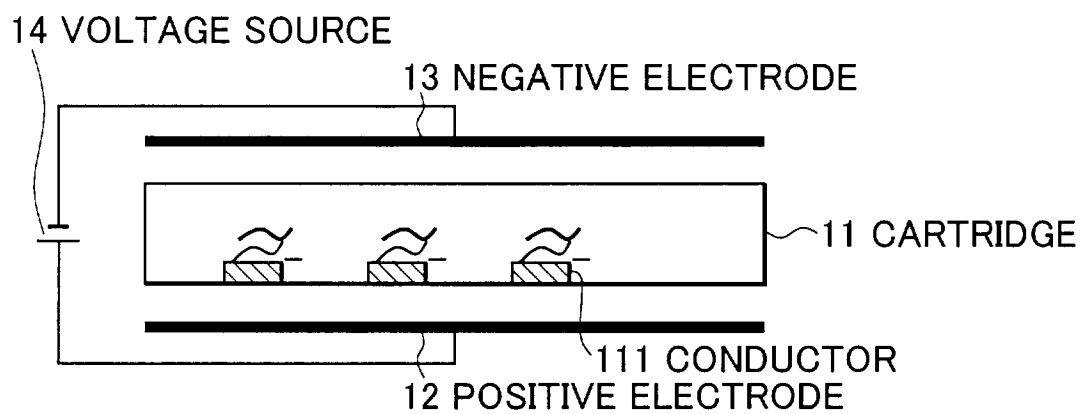 14 VOLTAGE SOURCE
13 NEGATIVE ELECTRODE
11 CARTRIDGE
111 CONDUCTOR
12 POSITIVE ELECTRODE